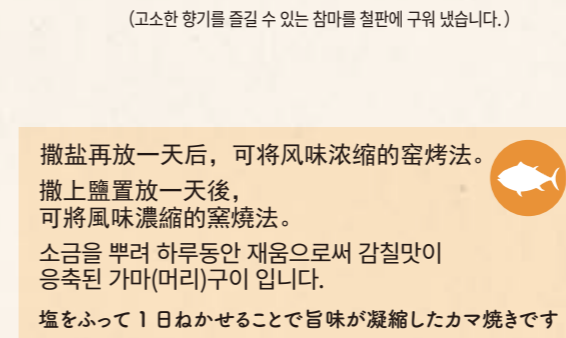 (고소한 향기를 즐길 수 있는 참마를 철판에 구워 냈습니다.)
撒盐再放一天后，可将风味浓缩的窑烤法。
撒上鹽置放一天後，
可將風味濃縮的窯燒法。
소금을 뿌려 하루동안 재움으로써 감칠맛이
응축된 가마(머리)구이 입니다.
塩をふって1日ねかせることで旨味が凝縮したカマ焼きです